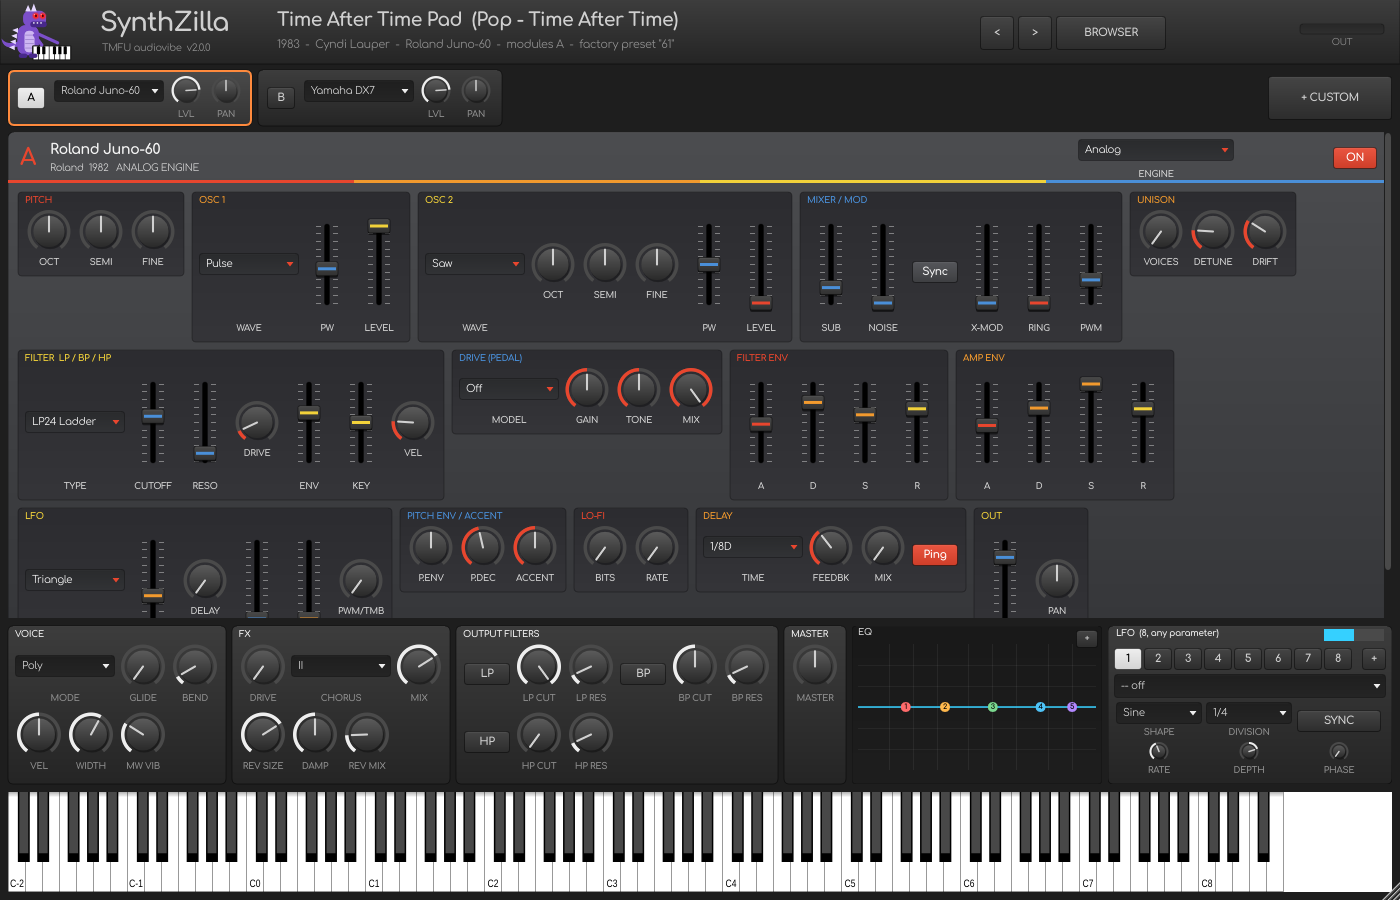 SynthZilla
TMFU audiovibe v2.0.0
Time After Time Pad (Pop - Time After Time)
1983 - Cyndi Lauper - Roland Juno-60 - modules A - factory preset "61"
< > BROWSER
OUT
A Roland Juno-60 LVL PAN
B Yamaha DX7 LVL PAN
+ CUSTOM
A Roland Juno-60
Roland 1982 ANALOG ENGINE
Analog
ENGINE
ON
PITCH
OCT SEMI FINE
OSC 1
Pulse
WAVE PW LEVEL
OSC 2
Saw
OCT SEMI FINE
WAVE PW LEVEL
MIXER / MOD
Sync
SUB NOISE X-MOD RING PWM
UNISON
VOICES DETUNE DRIFT
FILTER LP / BP / HP
LP24 Ladder
DRIVE VEL
TYPE CUTOFF RESO ENV KEY
DRIVE (PEDAL)
Off
MODEL GAIN TONE MIX
FILTER ENV
A D S R
AMP ENV
A D S R
LFO
Triangle
DELAY PWM/TMB
PITCH ENV / ACCENT
P.ENV P.DEC ACCENT
LO-FI
BITS RATE
DELAY
1/8D
Ping
TIME FEEDBK MIX
OUT
PAN
VOICE
Poly
MODE GLIDE BEND
VEL WIDTH MW VIB
FX
II
DRIVE CHORUS MIX
REV SIZE DAMP REV MIX
OUTPUT FILTERS
LP BP
LP CUT LP RES BP CUT BP RES
HP
HP CUT HP RES
MASTER
MASTER
EQ
+
1 2 3 4 5
LFO (8, any parameter)
1 2 3 4 5 6 7 8 +
-- off
Sine 1/4 SYNC
SHAPE DIVISION
RATE DEPTH PHASE
C-2 C-1 C0 C1 C2 C3 C4 C5 C6 C7 C8